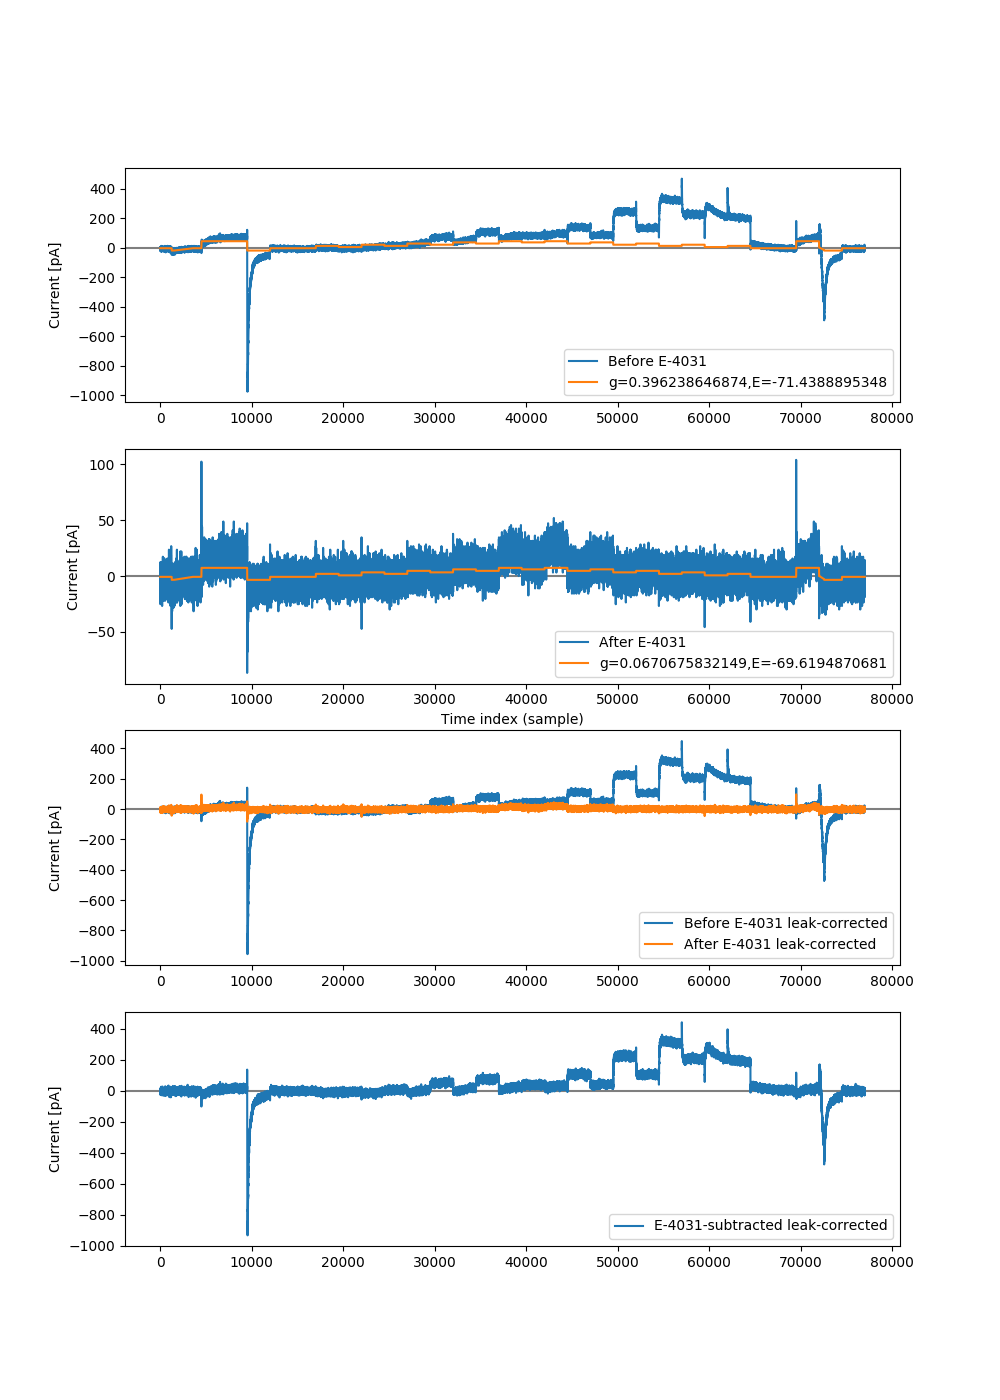 400
200
0
−200
−400
−600
−800
−1000
Current [pA]
Before E-4031
g=0.396238646874,E=-71.4388895348
0 10000 20000 30000 40000 50000 60000 70000 80000
100
50
0
−50
Current [pA]
After E-4031
g=0.0670675832149,E=-69.6194870681
0 10000 20000 30000 40000 50000 60000 70000 80000
Time index (sample)
400
200
0
−200
−400
−600
−800
−1000
Current [pA]
Before E-4031 leak-corrected
After E-4031 leak-corrected
0 10000 20000 30000 40000 50000 60000 70000 80000
400
200
0
−200
−400
−600
−800
−1000
Current [pA]
E-4031-subtracted leak-corrected
0 10000 20000 30000 40000 50000 60000 70000 80000